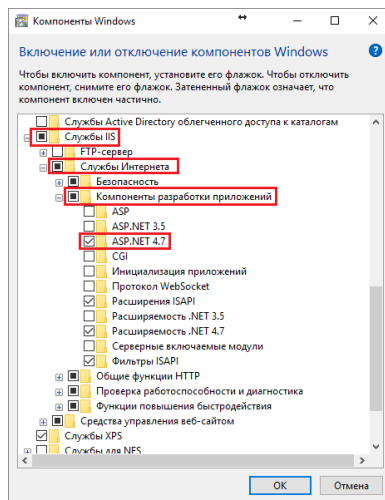 Компоненты Windows
Включение или отключение компонентов Windows
Чтобы включить компонент, установите его флажок. Чтобы отключить
компонент, снимите его флажок. Затененный флажок означает, что
компонент включен частично.
Службы Active Directory облегченного доступа к каталогам
Службы IIS
FTP-сервер
Службы Интернета
Безопасность
Компоненты разработки приложений
ASP
ASP.NET 3.5
ASP.NET 4.7
CGI
Инициализация приложений
Протокол WebSocket
Расширения ISAPI
Расширяемость .NET 3.5
Расширяемость .NET 4.7
Серверные включаемые модули
Фильтры ISAPI
Общие функции HTTP
Проверка работоспособности и диагностика
Функции повышения быстродействия
Средства управления веб-сайтом
Службы XPS
Службы для NFS
ОК
Отмена